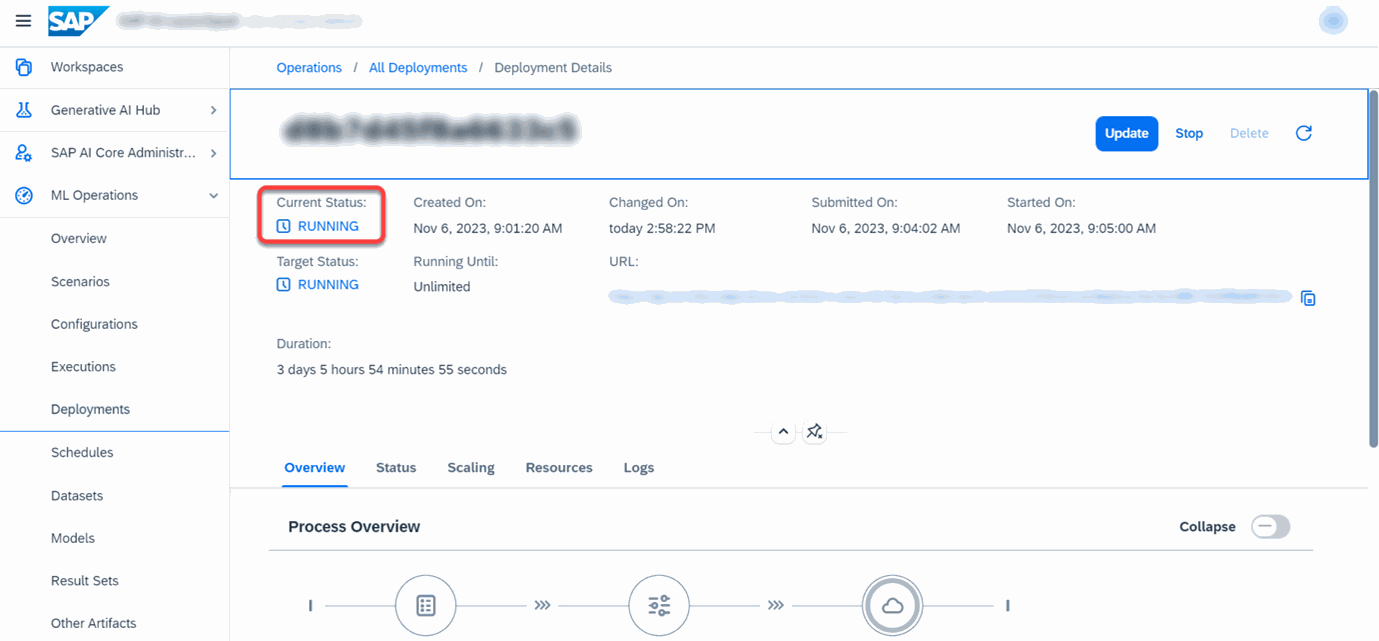 SAP
Workspaces
Generative AI Hub
SAP AI Core Administr...
ML Operations
Overview
Scenarios
Configurations
Executions
Deployments
Schedules
Datasets
Models
Result Sets
Other Artifacts
Operations / All Deployments / Deployment Details
Update Stop Delete
Current Status: Created On: Changed On: Submitted On: Started On:
RUNNING Nov 6, 2023, 9:01:20 AM today 2:58:22 PM Nov 6, 2023, 9:04:02 AM Nov 6, 2023, 9:05:00 AM
Target Status: Running Until: URL:
RUNNING Unlimited
Duration:
3 days 5 hours 54 minutes 55 seconds
Overview Status Scaling Resources Logs
Process Overview Collapse